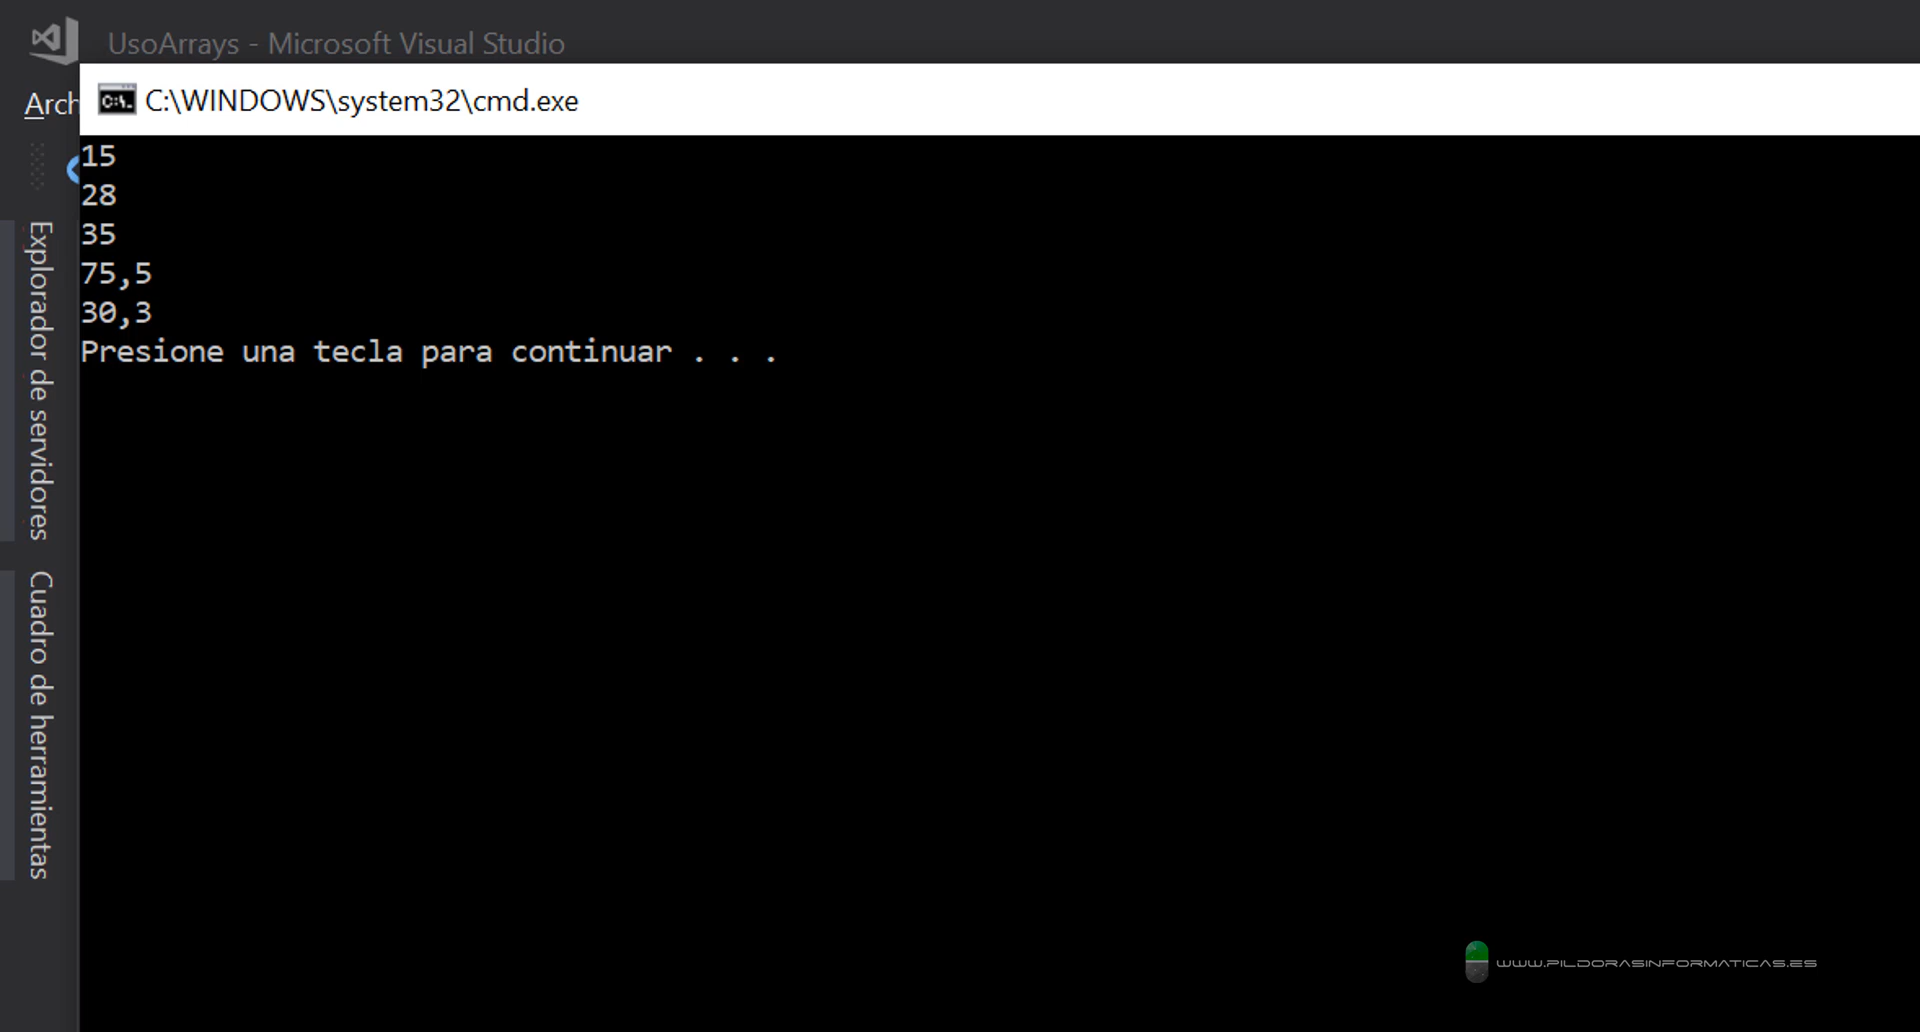 UsoArrays - Microsoft Visual Studio
Arch
C:\WINDOWS\system32\cmd.exe
15
28
35
75,5
30,3
Presione una tecla para continuar . . .
Explorador de servidores
Cuadro de herramientas
WWW.PILDORASINFORMATICAS.ES